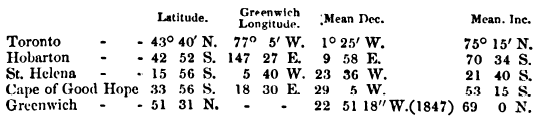 Latitude. Greenwich Longitude. Mean Dec. Mean. Inc.
Toronto - - 43° 40' N. 77° 5' W. 1° 25' W. 75° 15' N.
Hobarton - - 42 52 S. 147 27 E. 9 58 E. 70 34 S.
St. Helena - - 15 56 S. 5 40 W. 23 36 W. 21 40 S.
Cape of Good Hope 33 56 S. 18 30 E. 29 5 W. 53 15 S.
Greenwich - - 51 31 N. - - 22 51 18" W.(1847) 69 0 N.